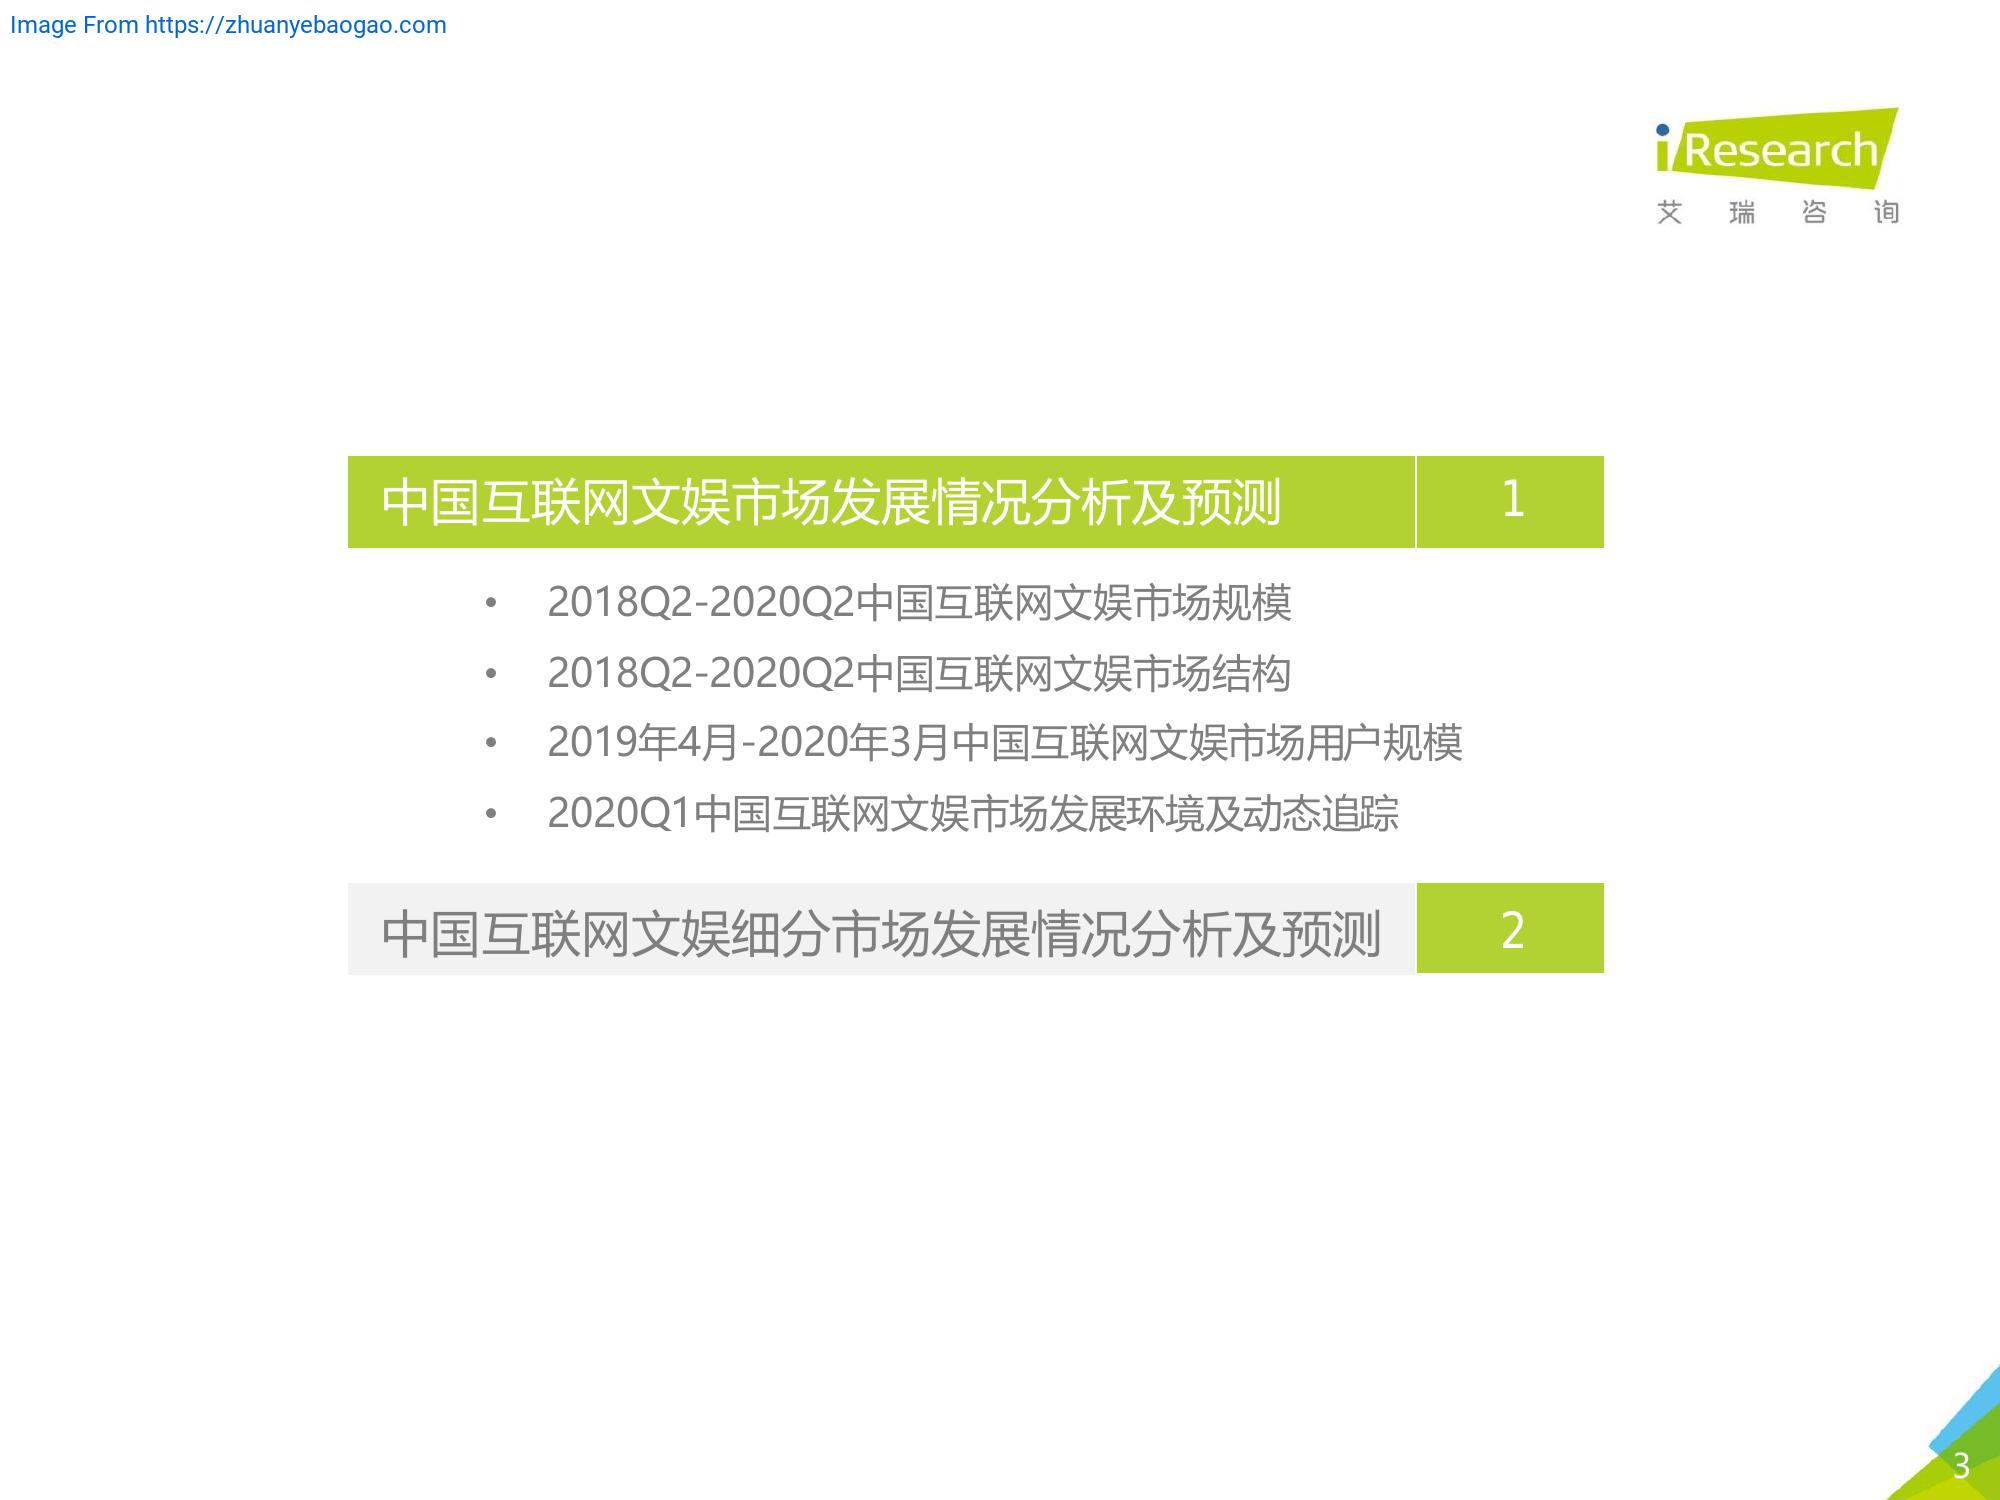 Image From https://zhuanyebaogao.com
iResearch
艾瑞咨询
中国互联网文娱市场发展情况分析及预测 1
• 2018Q2-2020Q2中国互联网文娱市场规模
• 2018Q2-2020Q2中国互联网文娱市场结构
• 2019年4月-2020年3月中国互联网文娱市场用户规模
• 2020Q1中国互联网文娱市场发展环境及动态追踪
中国互联网文娱细分市场发展情况分析及预测 2
3